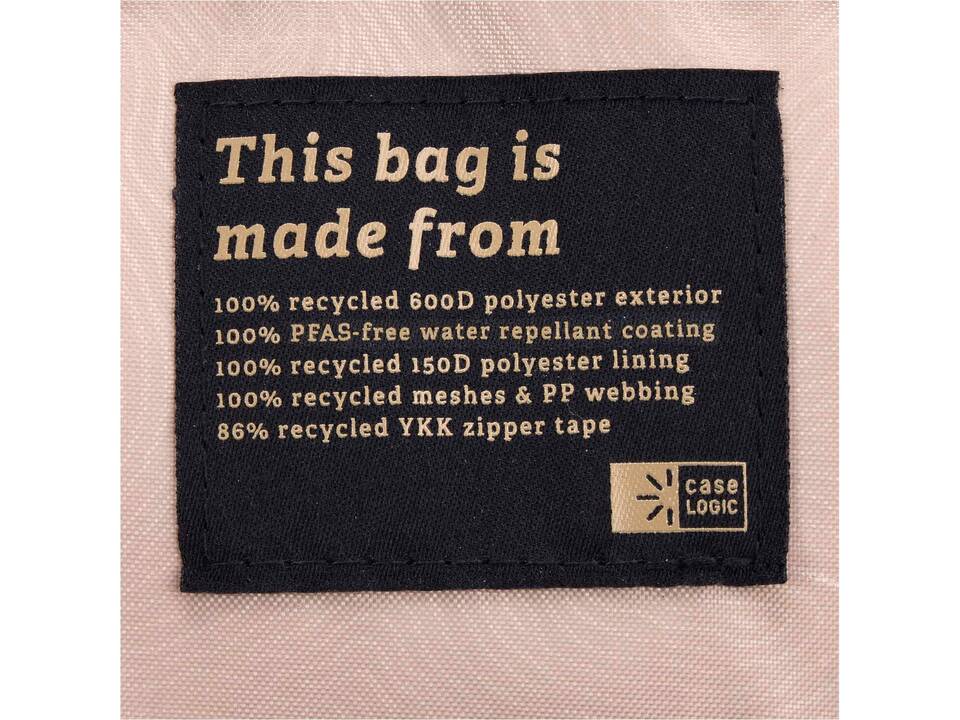 This bag is
made from
100% recycled 600D polyester exterior
100% PFAS-free water repellant coating
100% recycled 150D polyester lining
100% recycled meshes & PP webbing
86% recycled YKK zipper tape
case
LOGIC